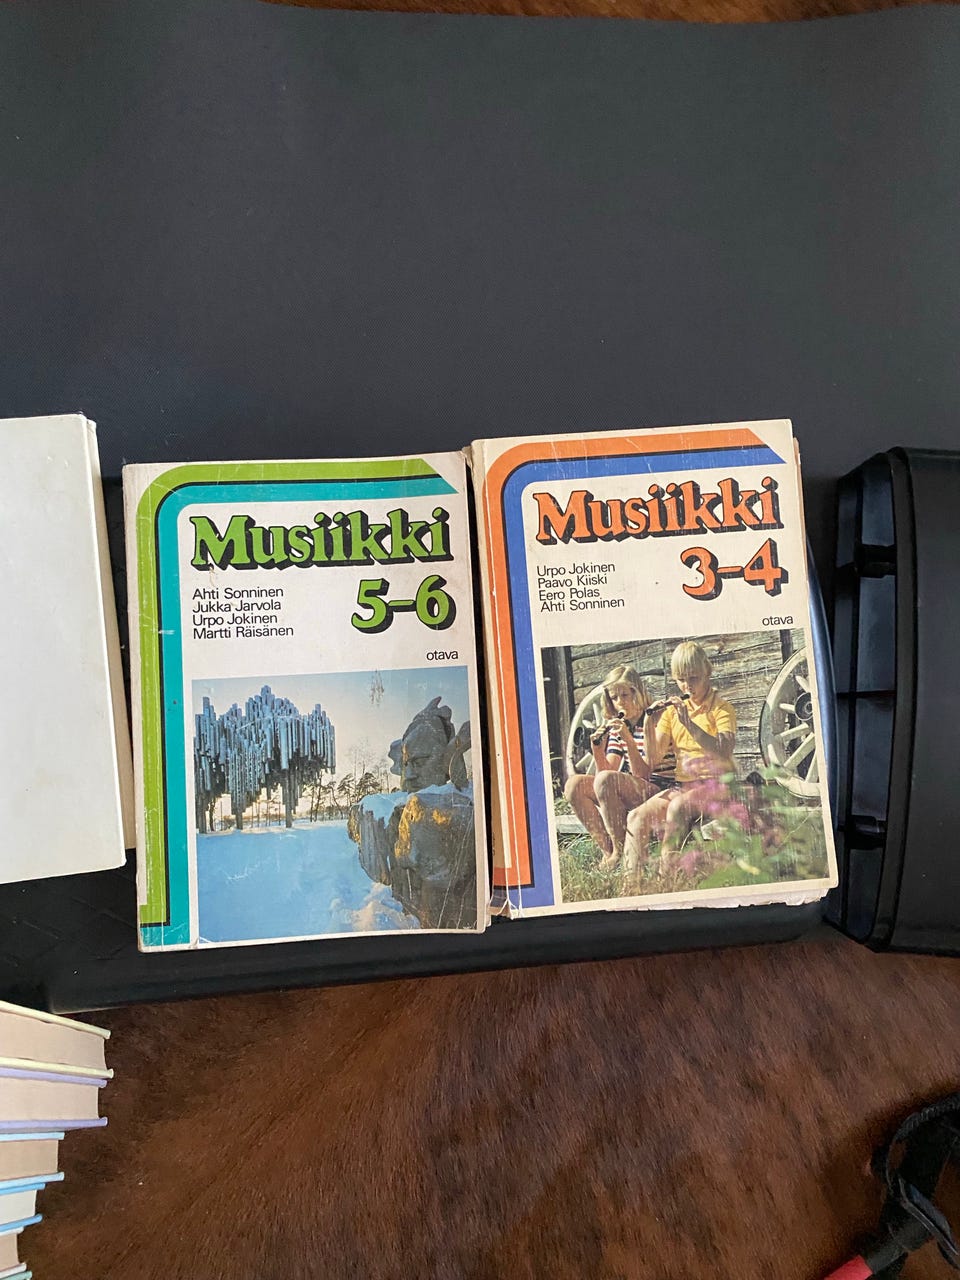 Musiikki
5-6
Ahti Sonninen
Jukka Jarvola
Urpo Jokinen
Martti Räisänen
otava
Musiikki
3-4
Urpo Jokinen
Paavo Kiiski
Eero Polas
Ahti Sonninen
otava